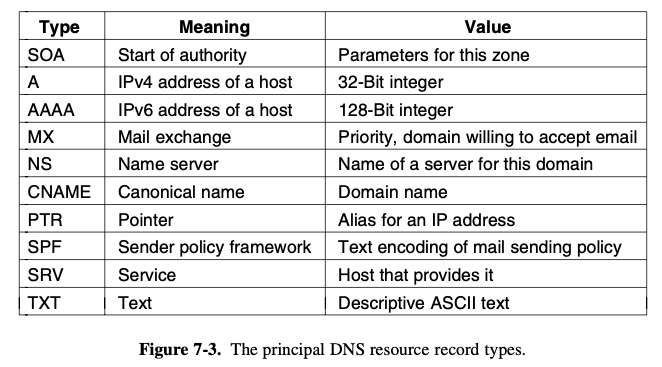 Type Meaning Value
SOA Start of authority Parameters for this zone
A IPv4 address of a host 32-Bit integer
AAAA IPv6 address of a host 128-Bit integer
MX Mail exchange Priority, domain willing to accept email
NS Name server Name of a server for this domain
CNAME Canonical name Domain name
PTR Pointer Alias for an IP address
SPF Sender policy framework Text encoding of mail sending policy
SRV Service Host that provides it
TXT Text Descriptive ASCII text
Figure 7-3. The principal DNS resource record types.